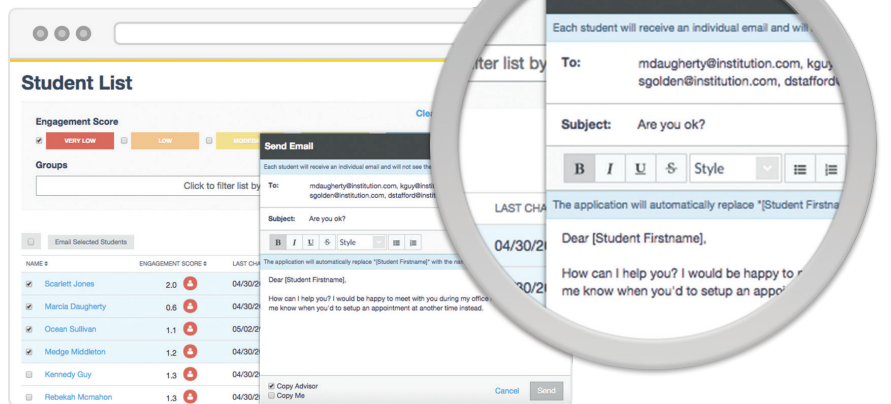 Student List
Engagement Score
Clea
VERY LOW
LOW
Groups
Click to filter list by
Email Selected Students
NAME
ENGAGEMENT SCORE
LAST CHA
Scarlett Jones 2.0 04/30/20
Marcia Daugherty 0.6 04/30/20
Ocean Sullivan 1.1 05/02/20
Medge Middleton 1.2 04/30/20
Kennedy Guy 1.3 04/30/20
Rebekah Mcmahon 1.3 04/30/20
Send Email
Each student will receive an individual email and will not see the
To: mdaugherty@institution.com, kguy@insti
sgolden@institution.com, dstafford@instit
Subject: Are you ok?
B I U S Style
The application will automatically replace "[Student Firstname]" with the na
Dear [Student Firstname],
How can I help you? I would be happy to meet with you during my office
me know when you'd to setup an appointment at another time instead.
Copy Advisor
Copy Me
Cancel
Send
Each student will receive an individual email and will
lter list by
To: mdaugherty@institution.com, kguy
sgolden@institution.com, dstafford
Subject: Are you ok?
B I U S Style
LAST CHA
The application will automatically replace "[Student Firstna
04/30/20
Dear [Student Firstname],
How can I help you? I would be happy to
me know when you'd to setup an appoi